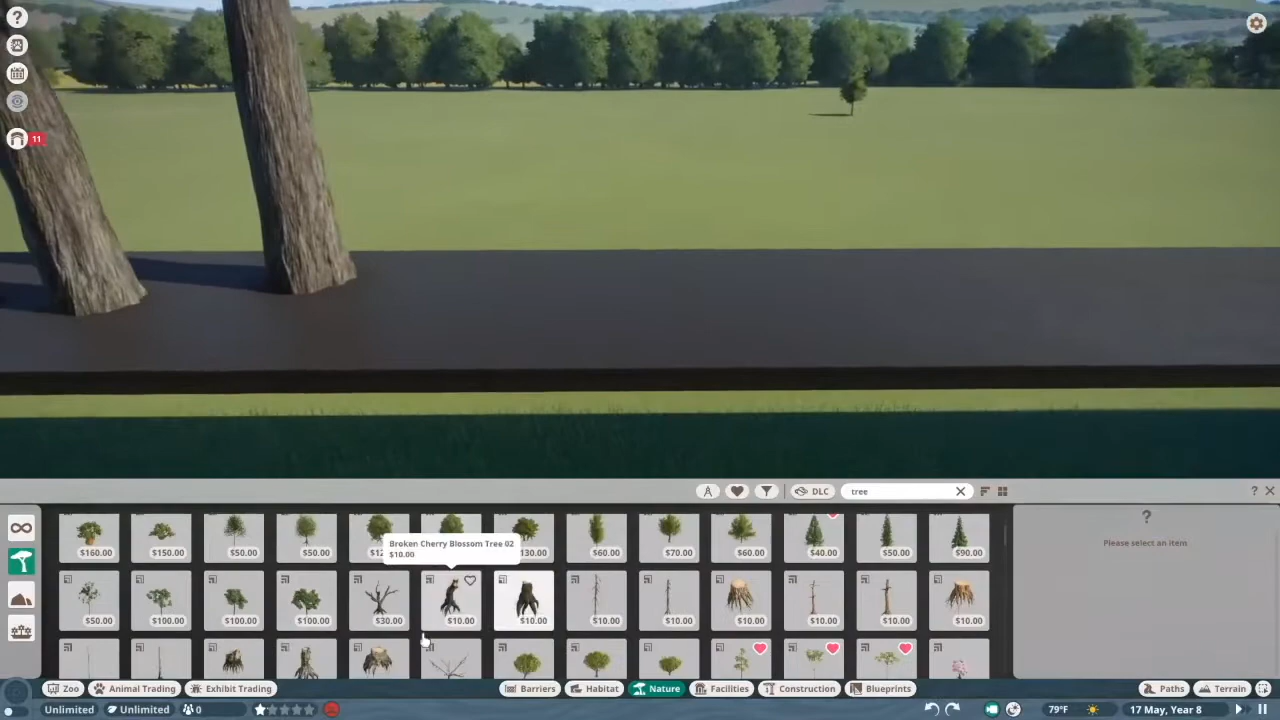 ?
11
DLC
tree
?
$160.00
$150.00
$50.00
$50.00
$130.00
$60.00
$70.00
$60.00
$40.00
$50.00
$90.00
Broken Cherry Blossom Tree 02
$10.00
$50.00
$100.00
$100.00
$100.00
$30.00
$10.00
$10.00
$10.00
$10.00
$10.00
$10.00
$10.00
$10.00
?
Please select an item
Zoo
Animal Trading
Exhibit Trading
Barriers
Habitat
Nature
Facilities
Construction
Blueprints
Paths
Terrain
Unlimited
Unlimited
0
79°F
17 May, Year 8